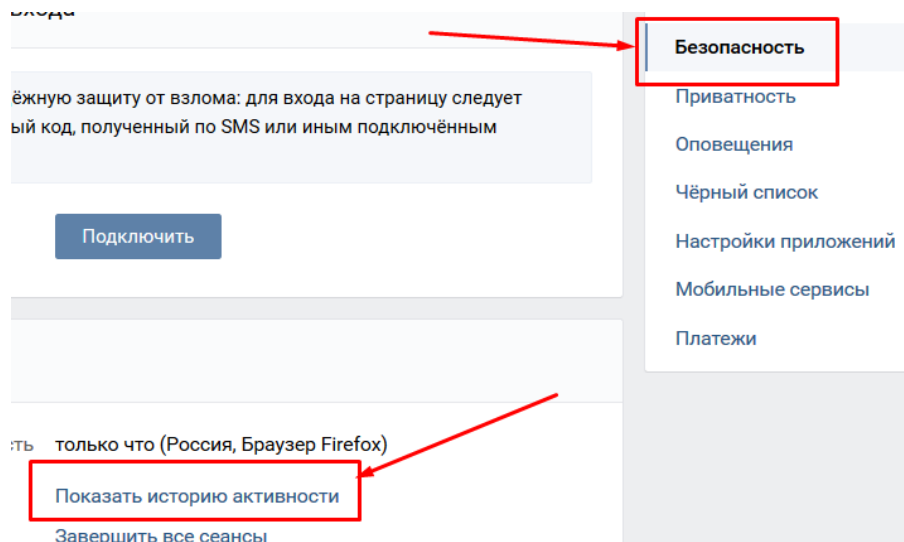 входа
ёжную защиту от взлома: для входа на страницу следует
ый код, полученный по SMS или иным подключённым
Подключить
только что (Россия, Браузер Firefox)
Показать историю активности
Завершить все сеансы
Безопасность
Приватность
Оповещения
Чёрный список
Настройки приложений
Мобильные сервисы
Платежи